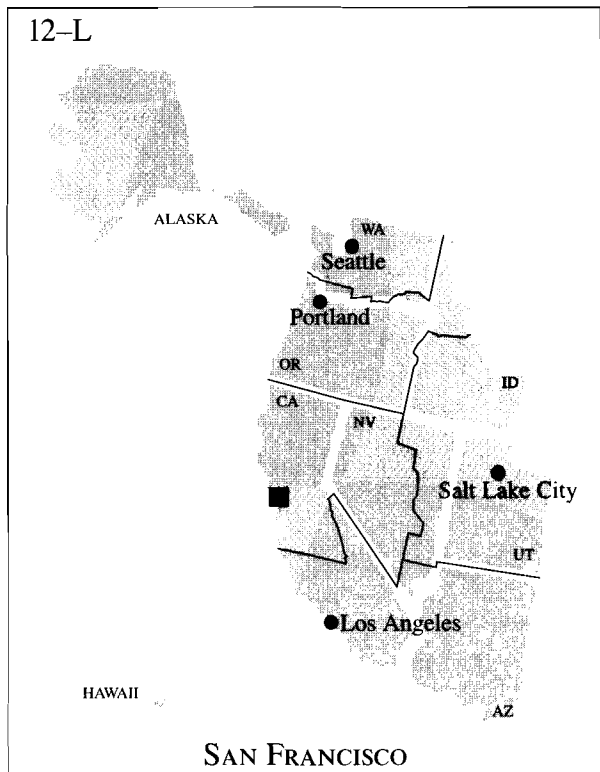 12–L
ALASKA
WA
Seattle
Portland
OR
CA
ID
NV
Salt Lake City
UT
Los Angeles
HAWAII
AZ
SAN FRANCISCO